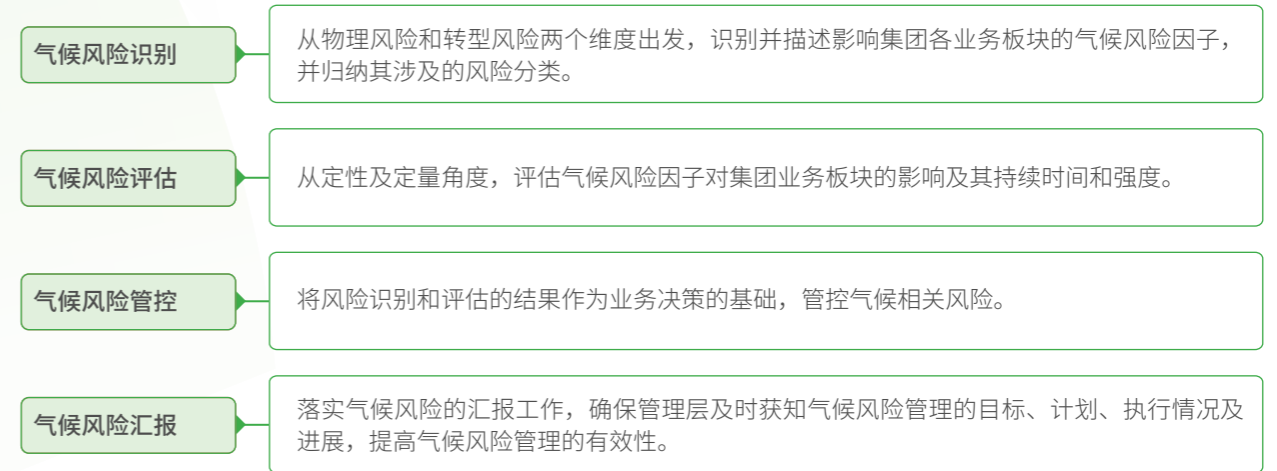 气候风险识别
从物理风险和转型风险两个维度出发，识别并描述影响集团各业务板块的气候风险因子，
并归纳其涉及的风险分类。
气候风险评估
从定性及定量角度，评估气候风险因子对集团业务板块的影响及其持续时间和强度。
气候风险管控
将风险识别和评估的结果作为业务决策的基础，管控气候相关风险。
气候风险汇报
落实气候风险的汇报工作，确保管理层及时获知气候风险管理的目标、计划、执行情况及
进展，提高气候风险管理的有效性。